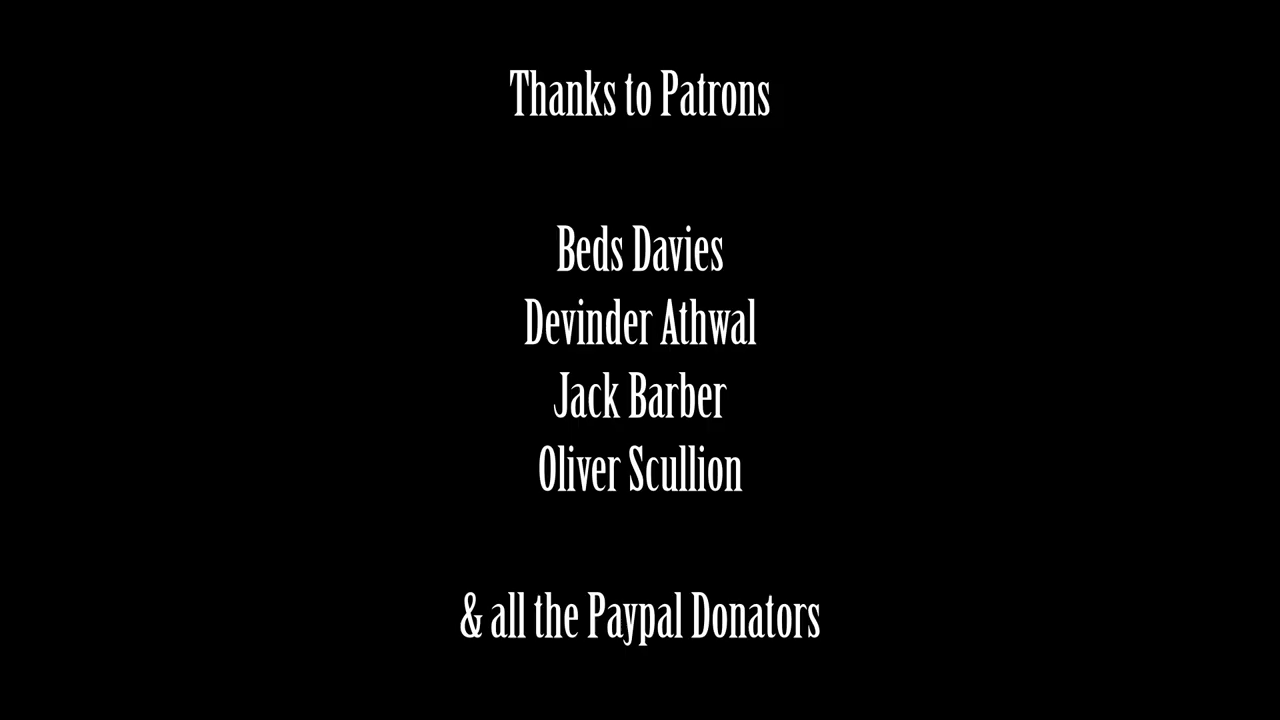 Thanks to Patrons
Beds Davies
Devinder Athwal
Jack Barber
Oliver Scullion
& all the Paypal Donators